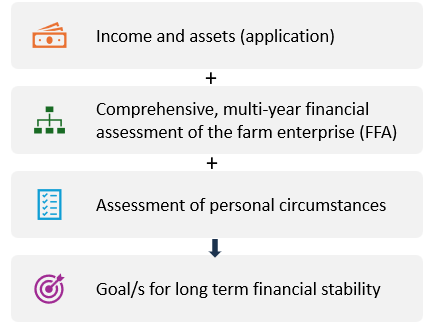 Income and assets (application)
+
Comprehensive, multi-year financial
assessment of the farm enterprise (FFA)
+
Assessment of personal circumstances
Goal/s for long term financial stability